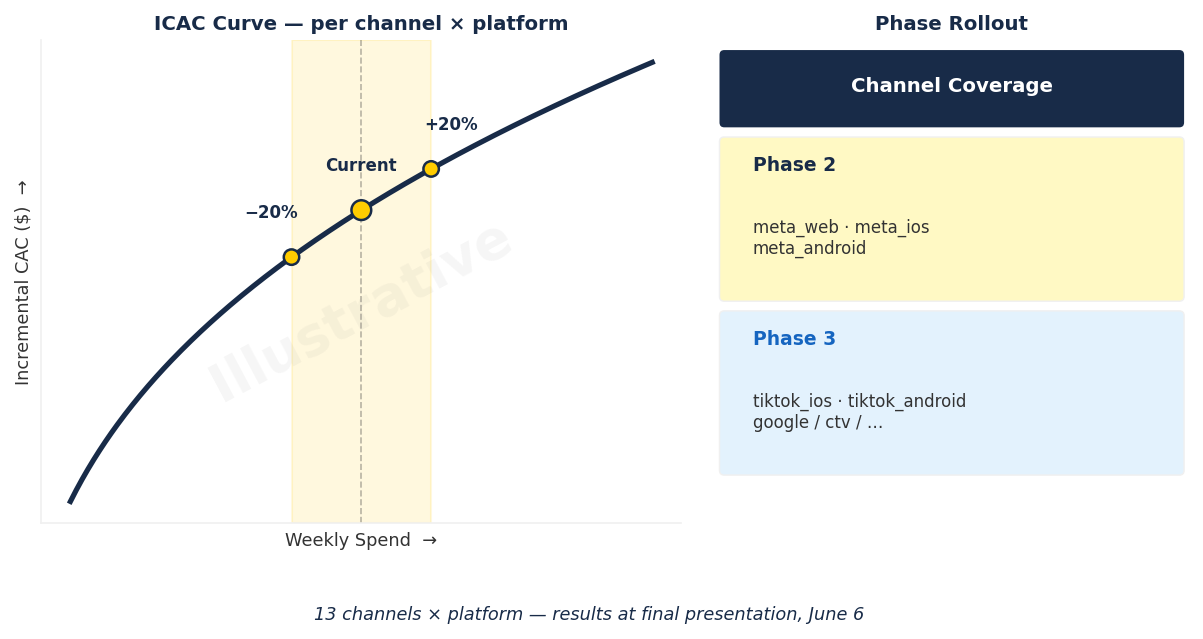 ICAC Curve — per channel × platform
+20%
Current
−20%
Illustrative
Incremental CAC ($) →
Weekly Spend →
Phase Rollout
Channel Coverage
Phase 2
meta_web · meta_ios
meta_android
Phase 3
tiktok_ios · tiktok_android
google / ctv / …
13 channels × platform — results at final presentation, June 6